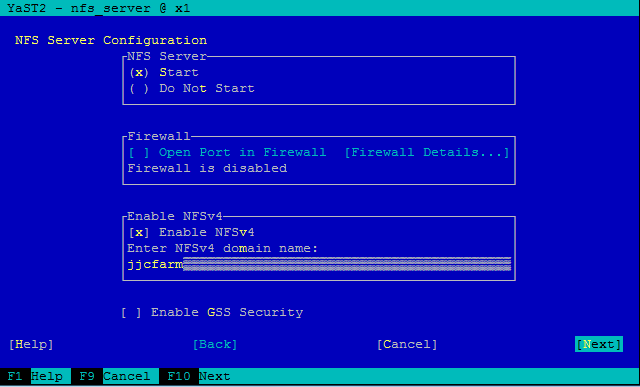 YaST2 - nfs_server @ x1
NFS Server Configuration
NFS Server
(x) Start
( ) Do Not Start
Firewall
[ ] Open Port in Firewall [Firewall Details...]
Firewall is disabled
Enable NFSv4
[x] Enable NFSv4
Enter NFSv4 domain name:
jjcfarm
[ ] Enable GSS Security
[Help] [Back] [Cancel] [Next]
F1 Help F9 Cancel F10 Next